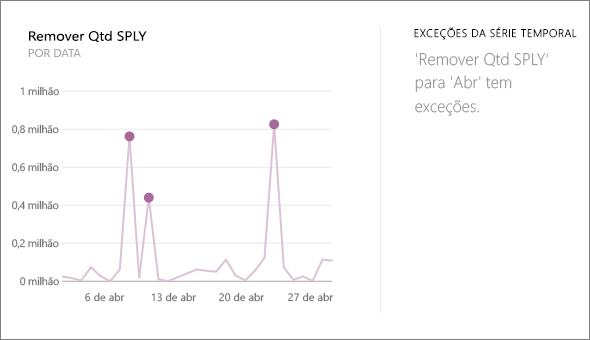 Remover Qtd SPLY
POR DATA
1 milhão
0,8 milhão
0,6 milhão
0,4 milhão
0,2 milhão
0 milhão
6 de abr
13 de abr
20 de abr
27 de abr
EXCEÇÕES DA SÉRIE TEMPORAL
'Remover Qtd SPLY'
para 'Abr' tem
exceções.